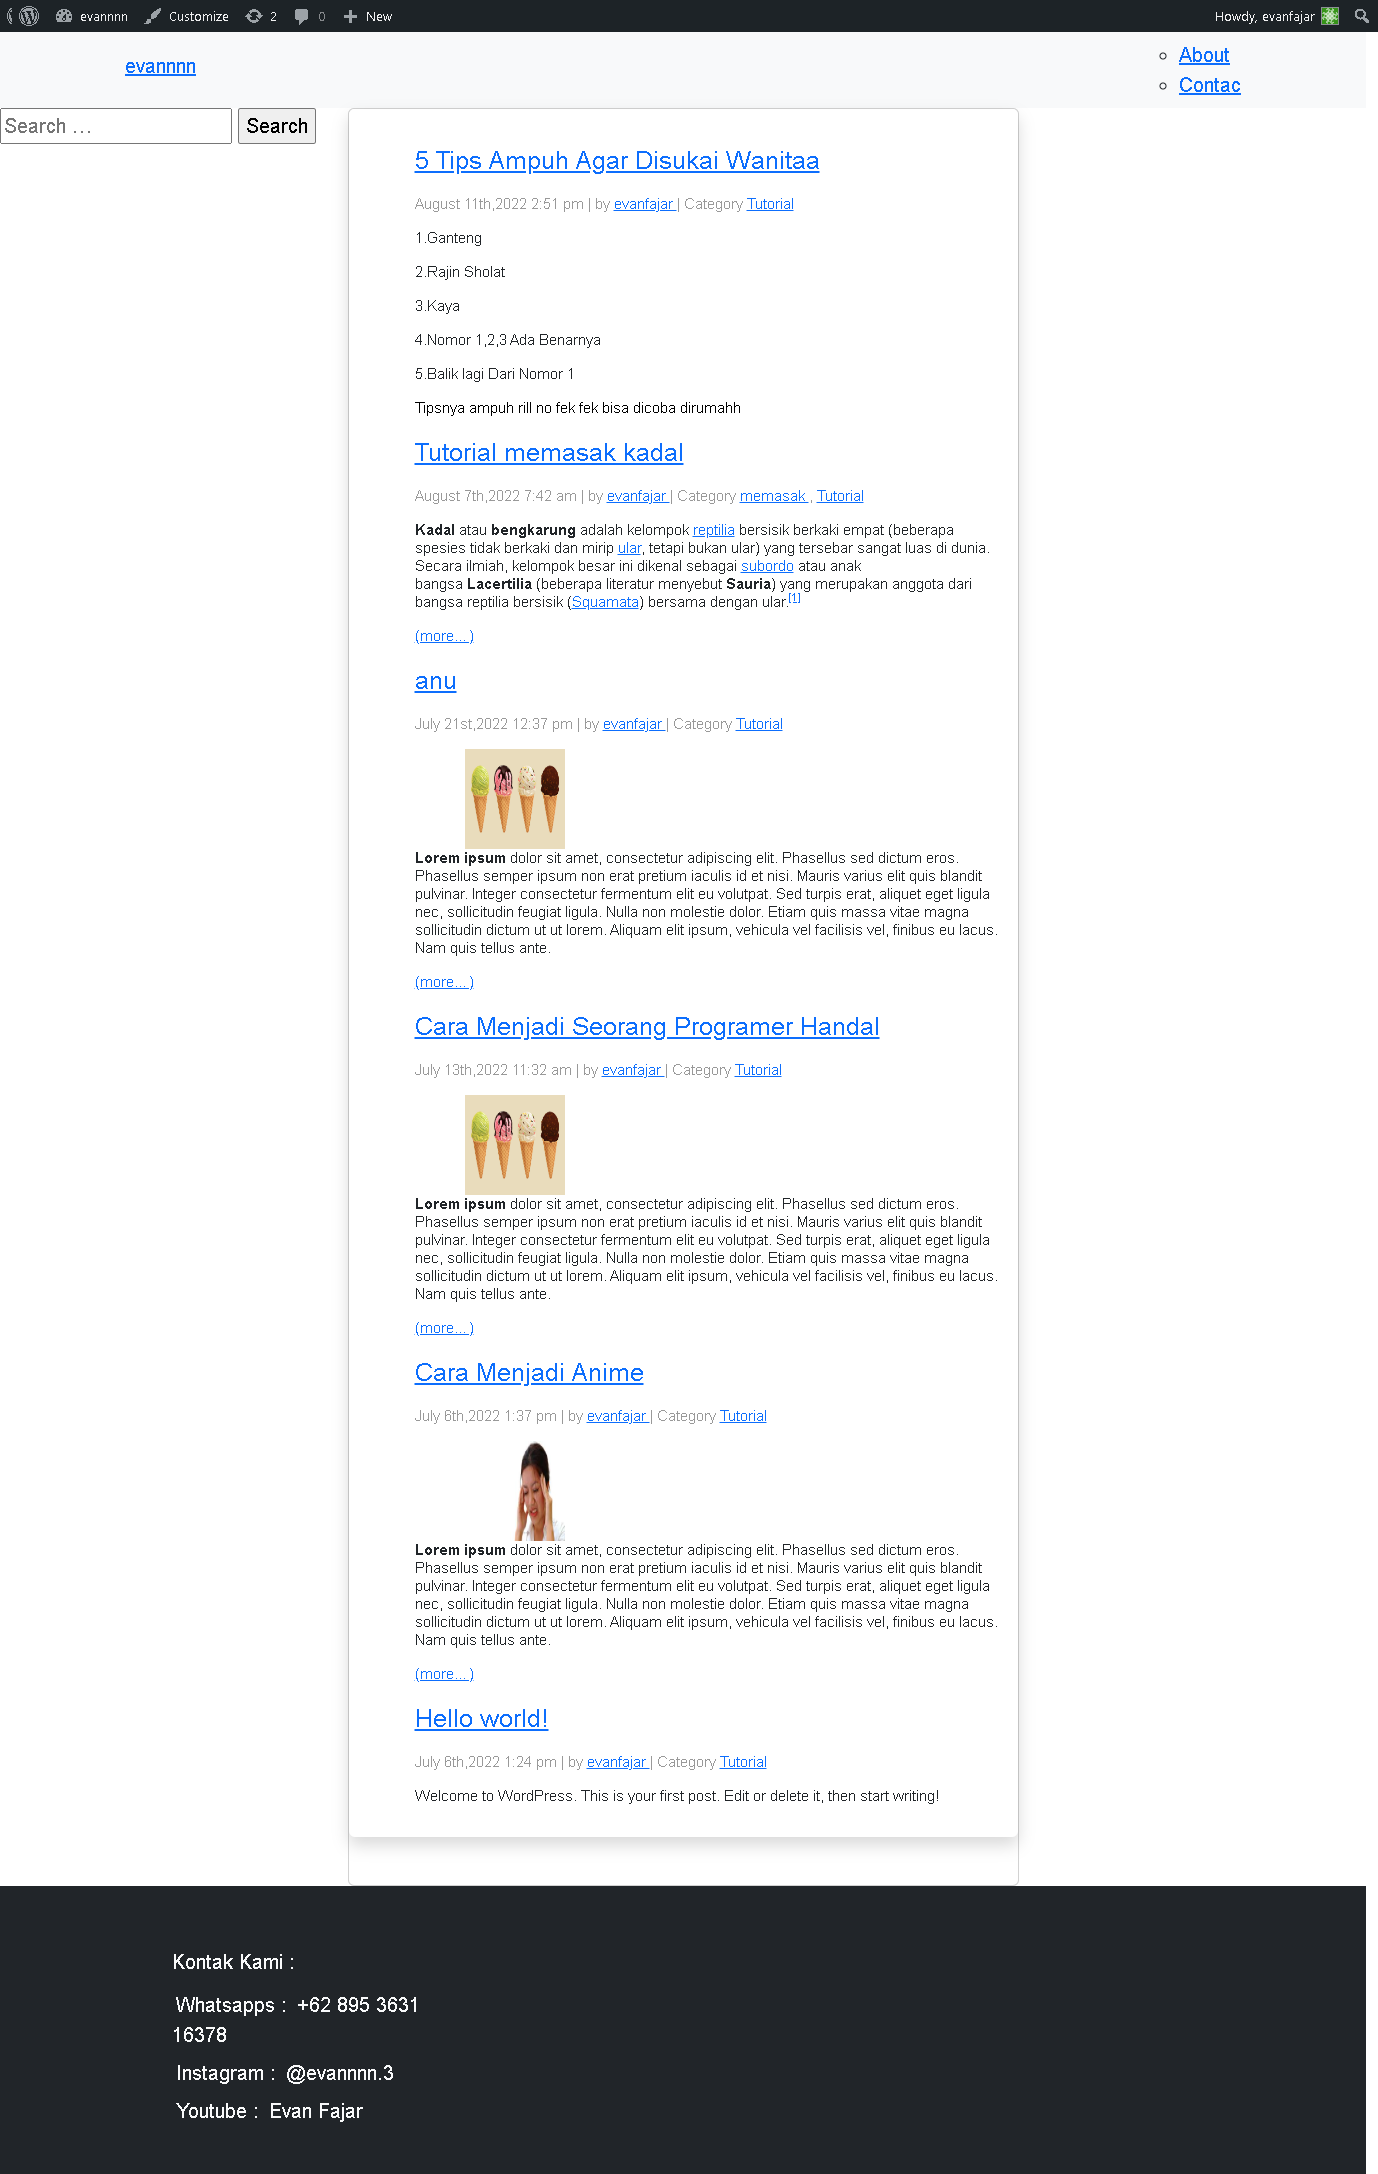 evannnn Customize 2 0 New Howdy, evanfajar
evannnn
About
Contac
Search … Search
5 Tips Ampuh Agar Disukai Wanitaa
August 11th,2022 2:51 pm | by evanfajar | Category Tutorial
1.Ganteng
2.Rajin Sholat
3.Kaya
4.Nomor 1,2,3 Ada Benarnya
5.Balik lagi Dari Nomor 1
Tipsnya ampuh rill no fek fek bisa dicoba dirumahh
Tutorial memasak kadal
August 7th,2022 7:42 am | by evanfajar | Category memasak , Tutorial
Kadal atau bengkarung adalah kelompok reptilia bersisik berkaki empat (beberapa
spesies tidak berkaki dan mirip ular, tetapi bukan ular) yang tersebar sangat luas di dunia.
Secara ilmiah, kelompok besar ini dikenal sebagai subordo atau anak
bangsa Lacertilia (beberapa literatur menyebut Sauria) yang merupakan anggota dari
bangsa reptilia bersisik (Squamata) bersama dengan ular.[1]
(more…)
anu
July 21st,2022 12:37 pm | by evanfajar | Category Tutorial
Lorem ipsum dolor sit amet, consectetur adipiscing elit. Phasellus sed dictum eros.
Phasellus semper ipsum non erat pretium iaculis id et nisi. Mauris varius elit quis blandit
pulvinar. Integer consectetur fermentum elit eu volutpat. Sed turpis erat, aliquet eget ligula
nec, sollicitudin feugiat ligula. Nulla non molestie dolor. Etiam quis massa vitae magna
sollicitudin dictum ut ut lorem. Aliquam elit ipsum, vehicula vel facilisis vel, finibus eu lacus.
Nam quis tellus ante.
(more…)
Cara Menjadi Seorang Programer Handal
July 13th,2022 11:32 am | by evanfajar | Category Tutorial
Lorem ipsum dolor sit amet, consectetur adipiscing elit. Phasellus sed dictum eros.
Phasellus semper ipsum non erat pretium iaculis id et nisi. Mauris varius elit quis blandit
pulvinar. Integer consectetur fermentum elit eu volutpat. Sed turpis erat, aliquet eget ligula
nec, sollicitudin feugiat ligula. Nulla non molestie dolor. Etiam quis massa vitae magna
sollicitudin dictum ut ut lorem. Aliquam elit ipsum, vehicula vel facilisis vel, finibus eu lacus.
Nam quis tellus ante.
(more…)
Cara Menjadi Anime
July 6th,2022 1:37 pm | by evanfajar | Category Tutorial
Lorem ipsum dolor sit amet, consectetur adipiscing elit. Phasellus sed dictum eros.
Phasellus semper ipsum non erat pretium iaculis id et nisi. Mauris varius elit quis blandit
pulvinar. Integer consectetur fermentum elit eu volutpat. Sed turpis erat, aliquet eget ligula
nec, sollicitudin feugiat ligula. Nulla non molestie dolor. Etiam quis massa vitae magna
sollicitudin dictum ut ut lorem. Aliquam elit ipsum, vehicula vel facilisis vel, finibus eu lacus.
Nam quis tellus ante.
(more…)
Hello world!
July 6th,2022 1:24 pm | by evanfajar | Category Tutorial
Welcome to WordPress. This is your first post. Edit or delete it, then start writing!
Kontak Kami :
Whatsapps : +62 895 3631
16378
Instagram : @evannnn.3
Youtube : Evan Fajar